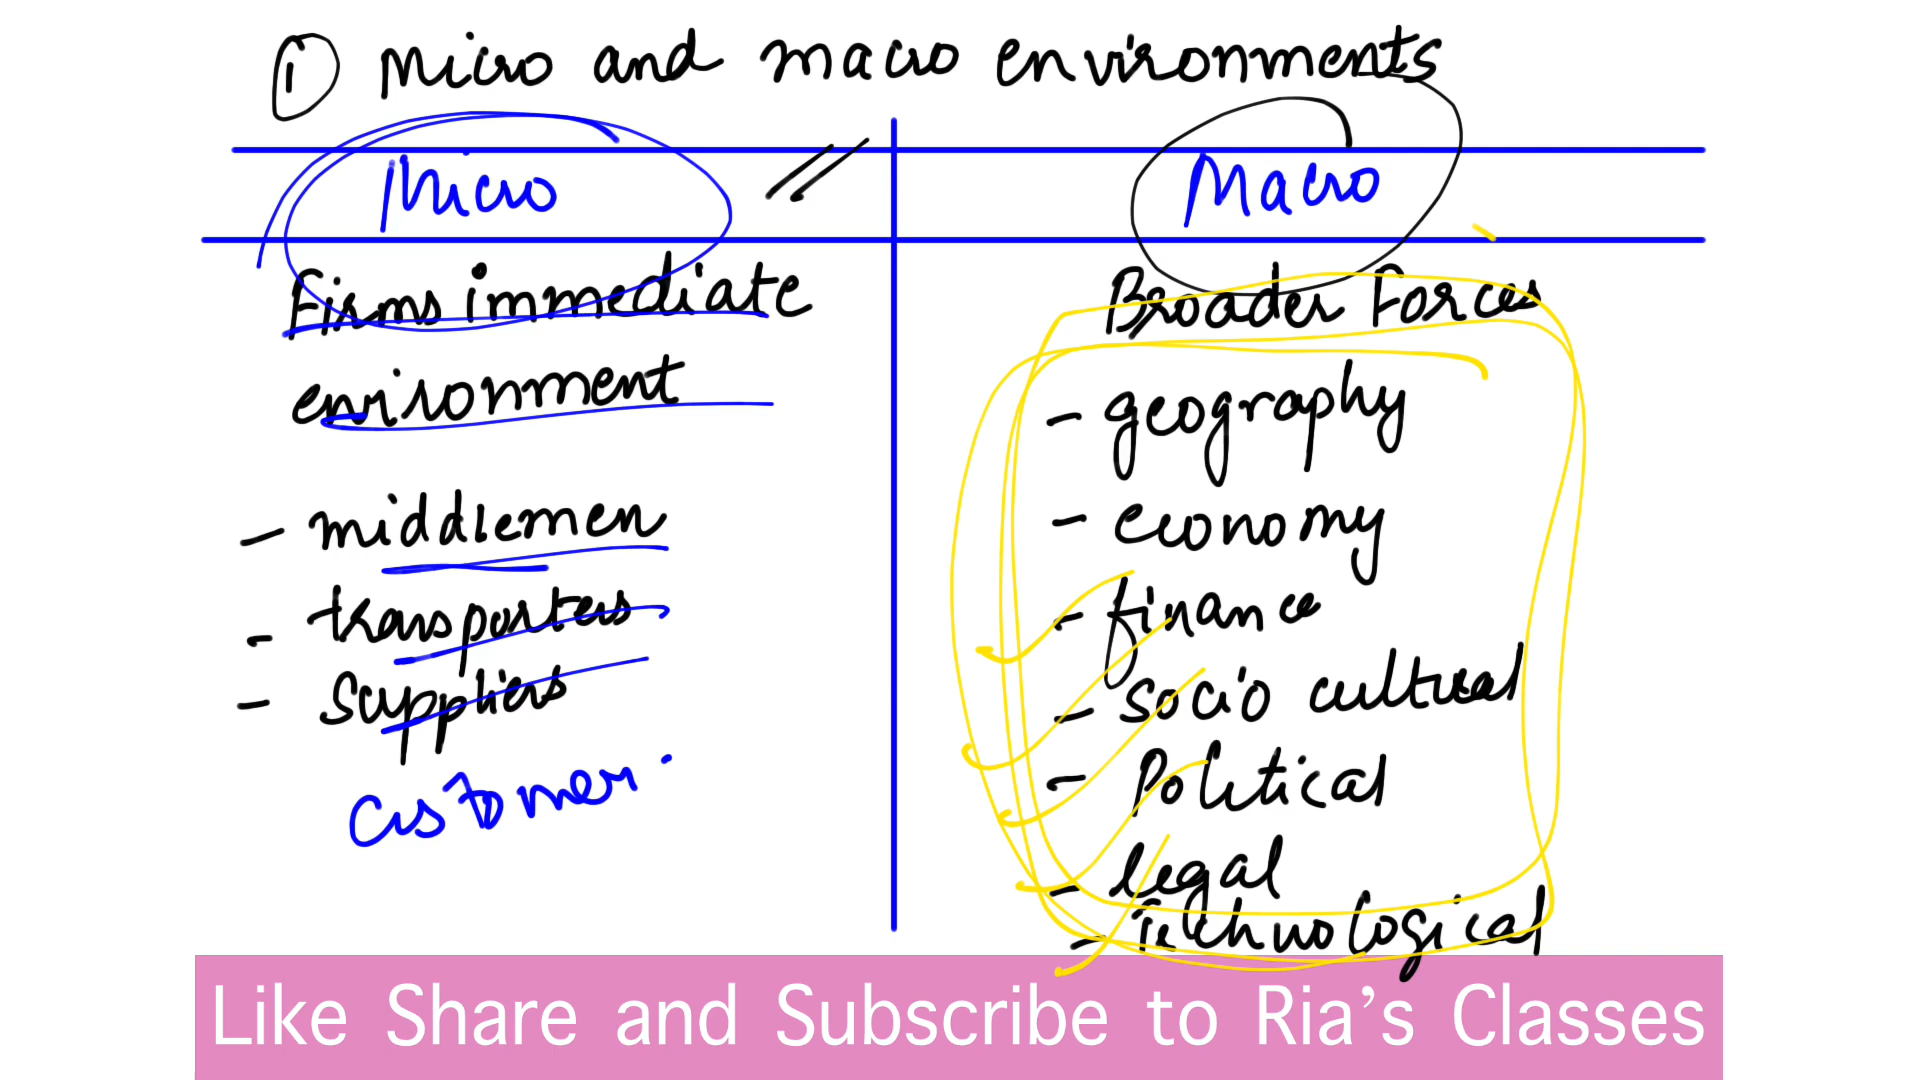 ① Micro and macro environments
Micro
Macro
Firms immediate
environment
- middlemen
- transporters
- Suppliers
Customer.
Broader Forces
- geography
- economy
- finance
- socio cultural
- Political
- legal
- Technological
Like Share and Subscribe to Ria's Classes